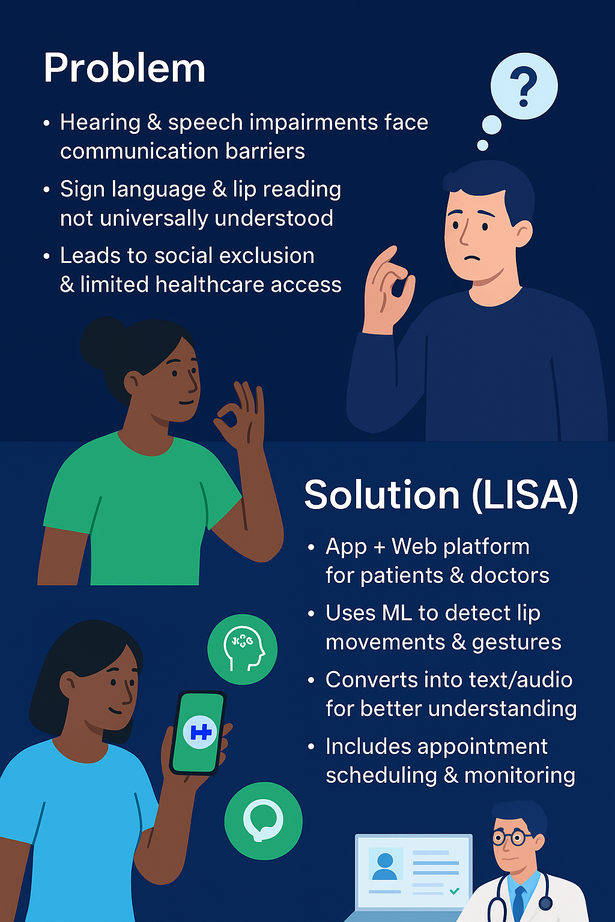 Problem
• Hearing & speech impairments face
communication barriers
• Sign language & lip reading
not universally understood
• Leads to social exclusion
& limited healthcare access
?
Solution (LISA)
• App + Web platform
for patients & doctors
• Uses ML to detect lip
movements & gestures
• Converts into text/audio
for better understanding
• Includes appointment
scheduling & monitoring